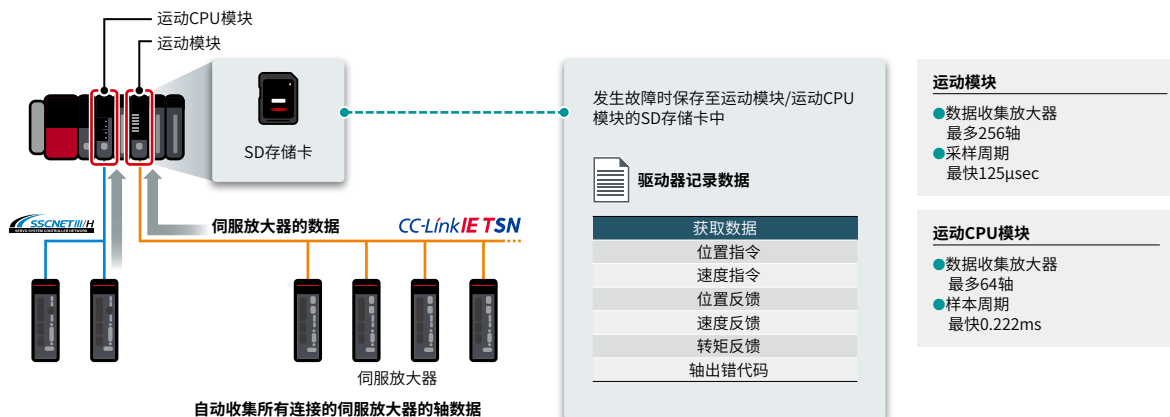 运动CPU模块
运动模块
SD存储卡
伺服放大器的数据
SSCNETIII/H
SERVO SYSTEM CONTROLLER NETWORK
CC-Link IE TSN
伺服放大器
自动收集所有连接的伺服放大器的轴数据
发生故障时保存至运动模块/运动CPU
模块的SD存储卡中
驱动器记录数据
获取数据
位置指令
速度指令
位置反馈
速度反馈
转矩反馈
轴出错代码
运动模块
●数据收集放大器
最多256轴
●采样周期
最快125μsec
运动CPU模块
●数据收集放大器
最多64轴
●样本周期
最快0.222ms